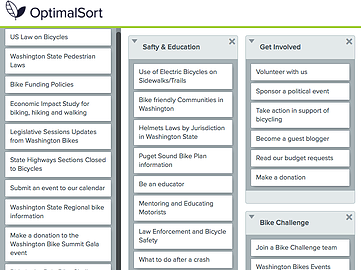 OptimalSort
US Law on Bicycles
Washington State Pedestrian
Laws
Bike Funding Policies
Economic Impact Study for
biking, hiking and walking
Legislative Sessions Updates
from Washington Bikes
State Highways Sections Closed
to Bicycles
Submit an event to our calendar
Washington State Regional bike
information
Make a donation to the
Washington Bike Summit Gala
event
Safty & Education
Use of Electric Bicycles on
Sidewalks/Trails
Bike friendly Communities in
Washington
Helmets Laws by Jurisdiction
in Washington State
Puget Sound Bike Plan
information
Be an educator
Mentoring and Educating
Motorists
Law Enforcement and Bicycle
Safety
What to do after a crash
Get Involved
Volunteer with us
Sponsor a political event
Take action in support of
bicycling
Become a guest blogger
Read our budget requests
Make a donation
Bike Challenge
Join a Bike Challenge team
Washington Bikes Events